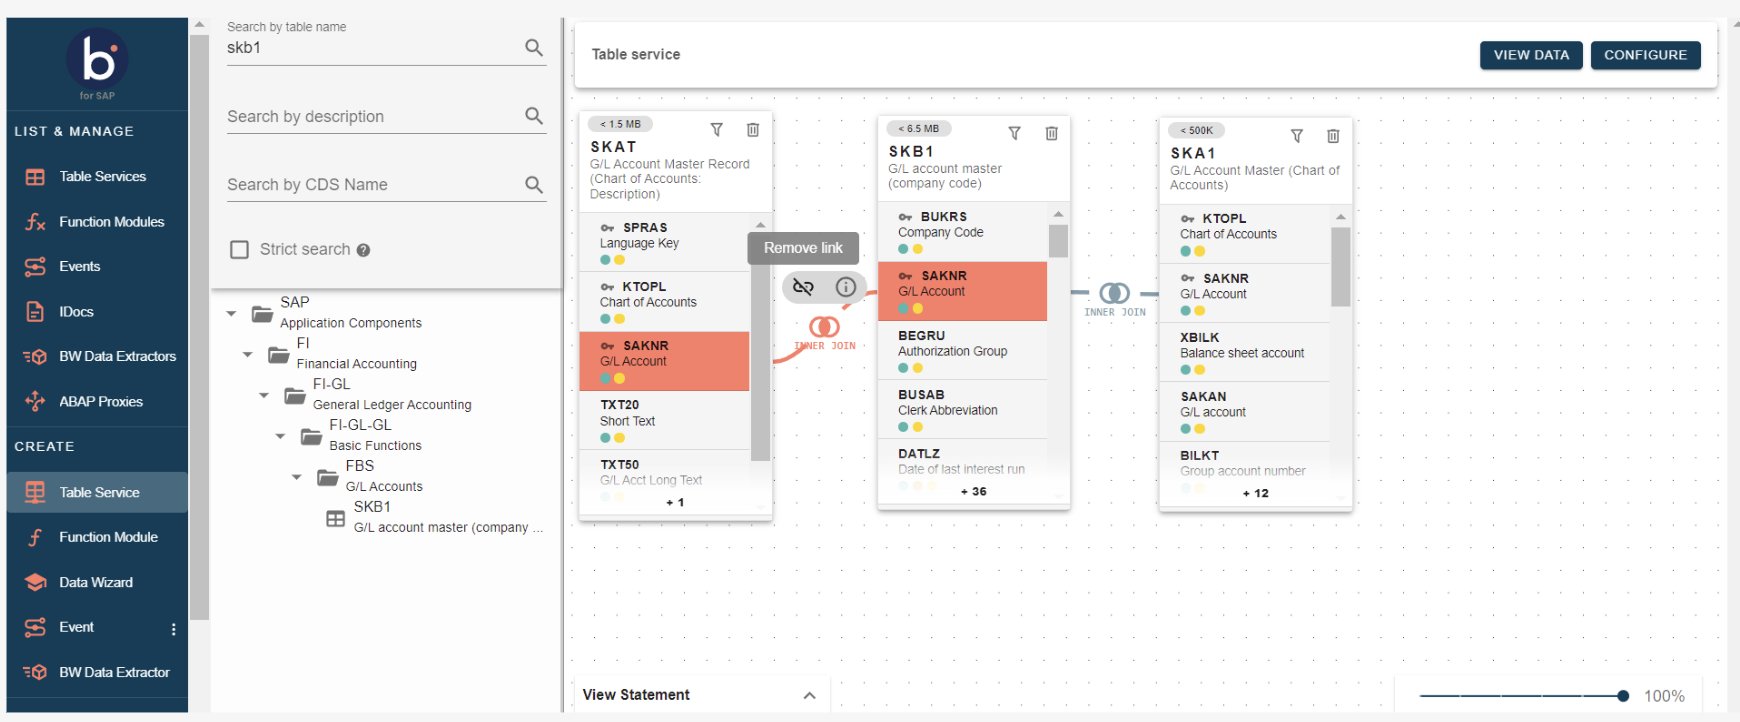 b
for SAP
LIST & MANAGE
Table Services
Function Modules
Events
IDocs
BW Data Extractors
ABAP Proxies
CREATE
Table Service
Function Module
Data Wizard
Event
BW Data Extractor
Search by table name
skb1
Search by description
Search by CDS Name
Strict search
SAP
Application Components
FI
Financial Accounting
FI-GL
General Ledger Accounting
FI-GL-GL
Basic Functions
FBS
G/L Accounts
SKB1
G/L account master (company ...
Table service
VIEW DATA
CONFIGURE
< 1.5 MB
SKAT
G/L Account Master Record
(Chart of Accounts:
Description)
SPRAS
Language Key
KTOPL
Chart of Accounts
SAKNR
G/L Account
TXT20
Short Text
TXT50
G/L Acct Long Text
+ 1
Remove link
INNER JOIN
< 6.5 MB
SKB1
G/L account master
(company code)
BUKRS
Company Code
SAKNR
G/L Account
BEGRU
Authorization Group
BUSAB
Clerk Abbreviation
DATLZ
Date of last interest run
+ 36
INNER JOIN
< 500K
SKA1
G/L Account Master (Chart of
Accounts)
KTOPL
Chart of Accounts
SAKNR
G/L Account
XBILK
Balance sheet account
SAKAN
G/L account
BILKT
Group account number
+ 12
View Statement
100%